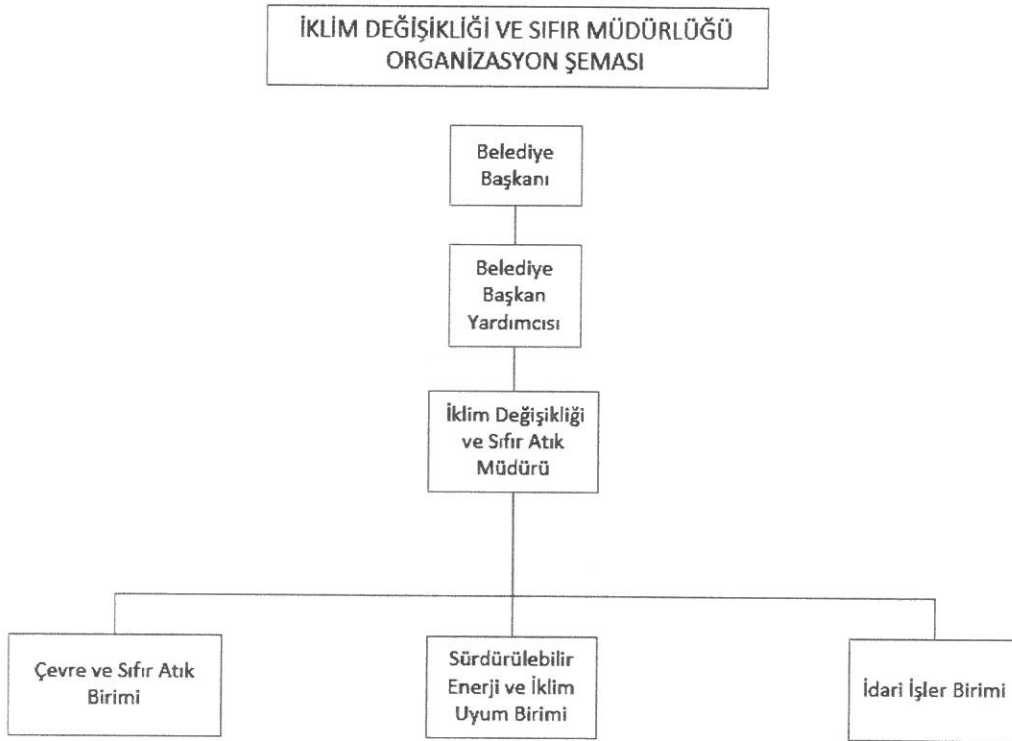 İKLİM DEĞİŞİKLİĞİ VE SIFIR MÜDÜRLÜĞÜ
ORGANİZASYON ŞEMASI
Belediye
Başkanı
Belediye
Başkan
Yardımcısı
İklim Değişikliği
ve Sıfır Atık
Müdürü
Çevre ve Sıfır Atık
Birimi
Sürdürülebilir
Enerji ve İklim
Uyum Birimi
İdari İşler Birimi